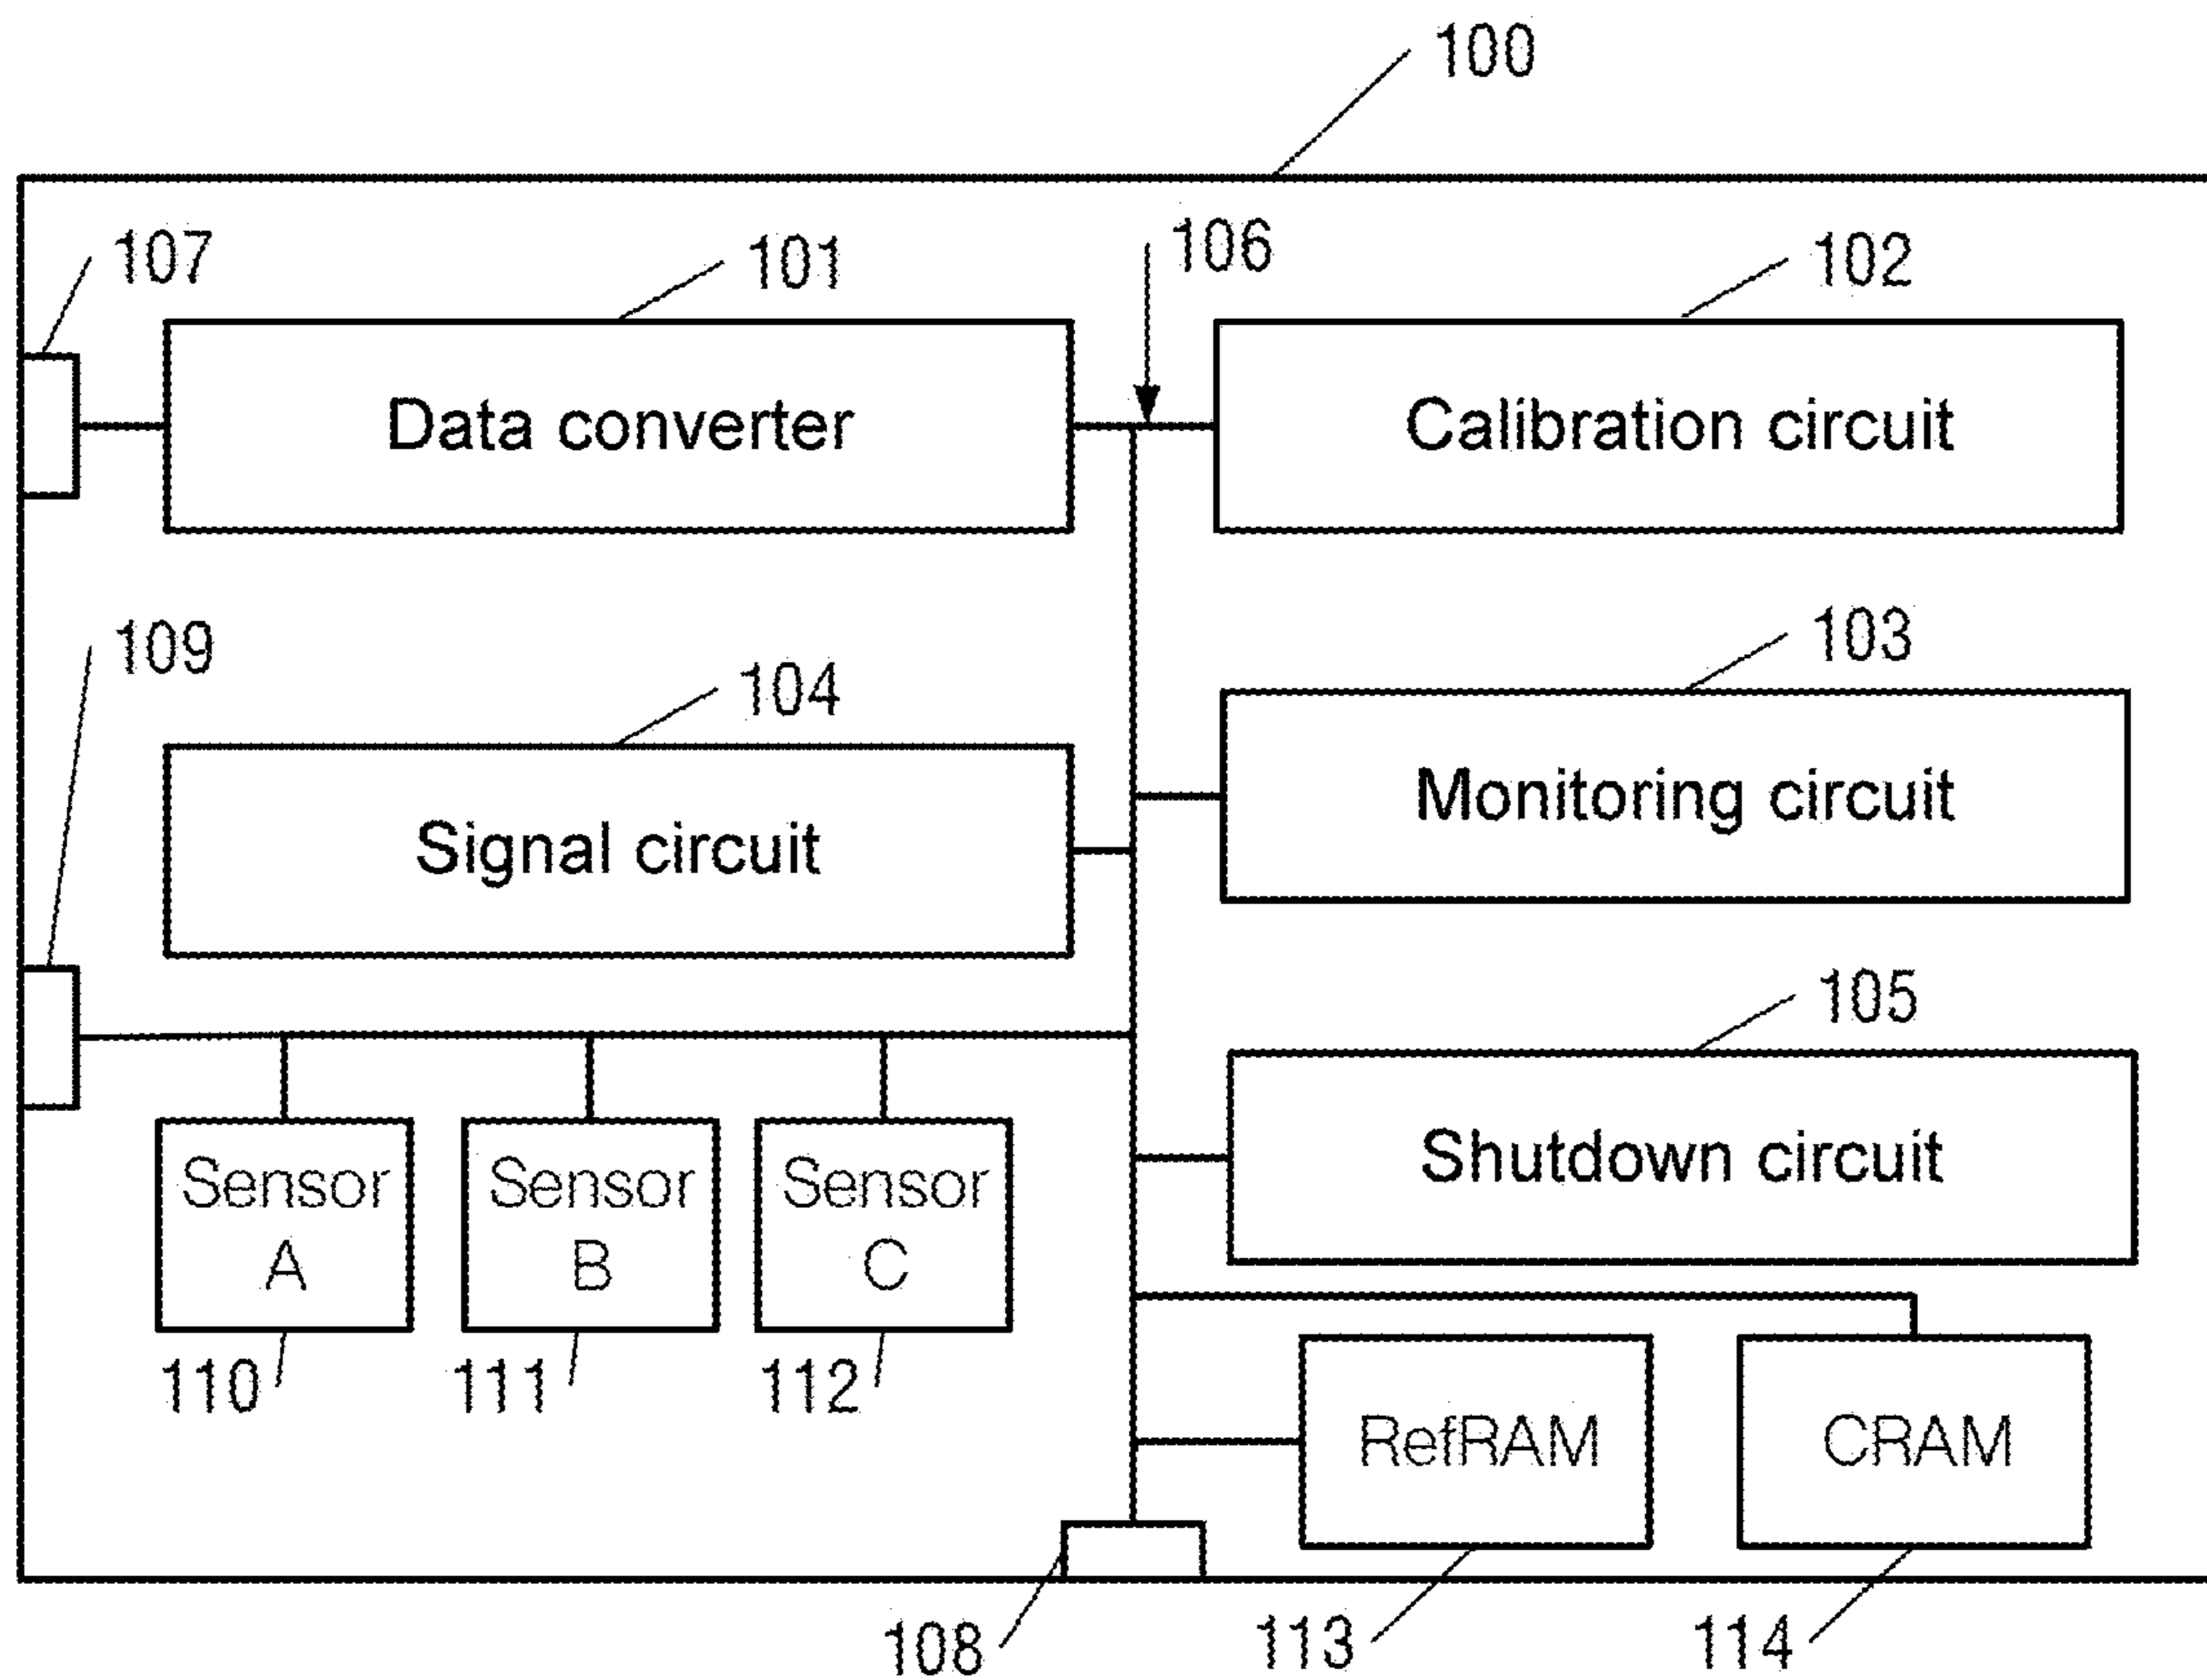 100
107
101
106
102
Data converter
Calibration circuit
109
104
103
Signal circuit
Monitoring circuit
105
Sensor
A
Sensor
B
Sensor
C
Shutdown circuit
110
111
112
RefRAM
CRAM
108
113
114